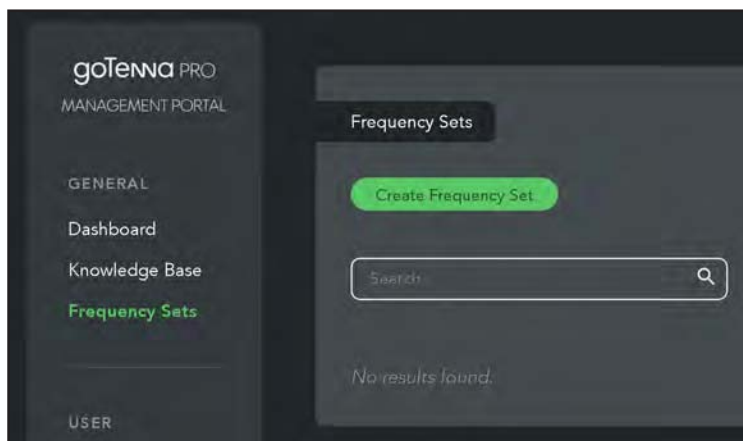 goTenna PRO
MANAGEMENT PORTAL
GENERAL
Dashboard
Knowledge Base
Frequency Sets
USER
Frequency Sets
Create Frequency Set
Search
No results found.